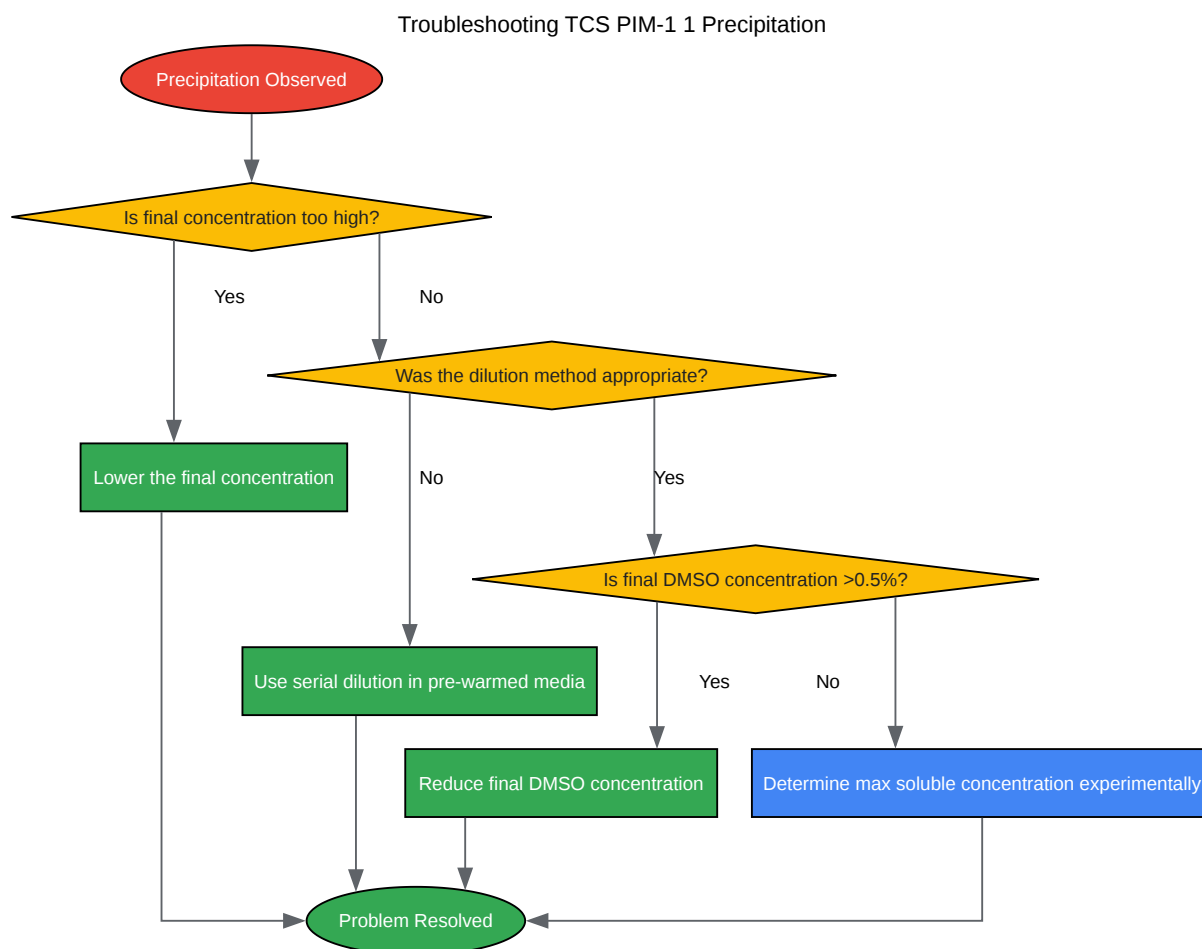 Troubleshooting TCS PIM-1 1 Precipitation
Precipitation Observed
Is final concentration too high?
Yes
No
Was the dilution method appropriate?
Lower the final concentration
No
Yes
Is final DMSO concentration >0.5%?
Use serial dilution in pre-warmed media
Yes
No
Reduce final DMSO concentration
Determine max soluble concentration experimentally
Problem Resolved